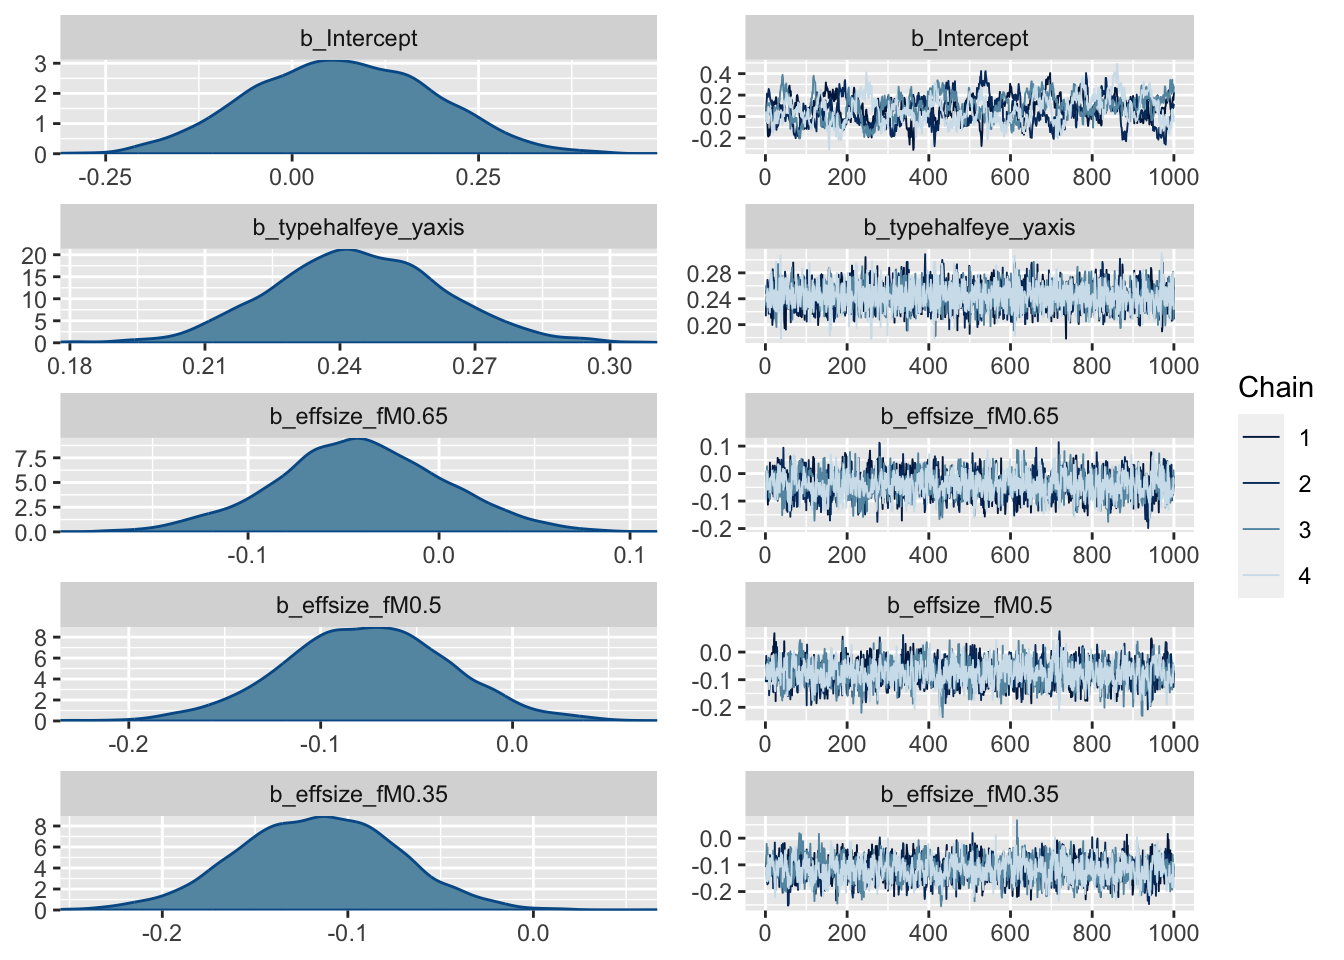 b_Intercept
3
2
1
0
-0.25 0.00 0.25
b_Intercept
0.4
0.2
0.0
-0.2
0 200 400 600 800 1000
b_typehalfeye_yaxis
20
15
10
5
0
0.18 0.21 0.24 0.27 0.30
b_typehalfeye_yaxis
0.28
0.24
0.20
0 200 400 600 800 1000
b_effsize_fM0.65
7.5
5.0
2.5
0.0
-0.1 0.0 0.1
b_effsize_fM0.65
0.1
0.0
-0.1
-0.2
0 200 400 600 800 1000
b_effsize_fM0.5
8
6
4
2
0
-0.2 -0.1 0.0
b_effsize_fM0.5
0.0
-0.1
-0.2
0 200 400 600 800 1000
b_effsize_fM0.35
8
6
4
2
0
-0.2 -0.1 0.0
b_effsize_fM0.35
0.0
-0.1
-0.2
0 200 400 600 800 1000
Chain
1
2
3
4